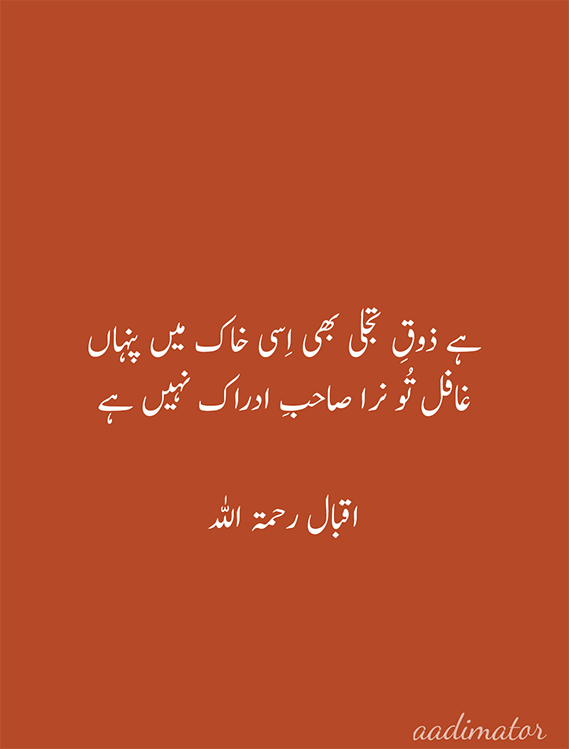 ہے ذوقِ تجلی بھی اِسی خاک میں پنہاں
غافل تُو نرا صاحبِ ادراک نہیں ہے
اقبال رحمۃ اللہ
aadimator